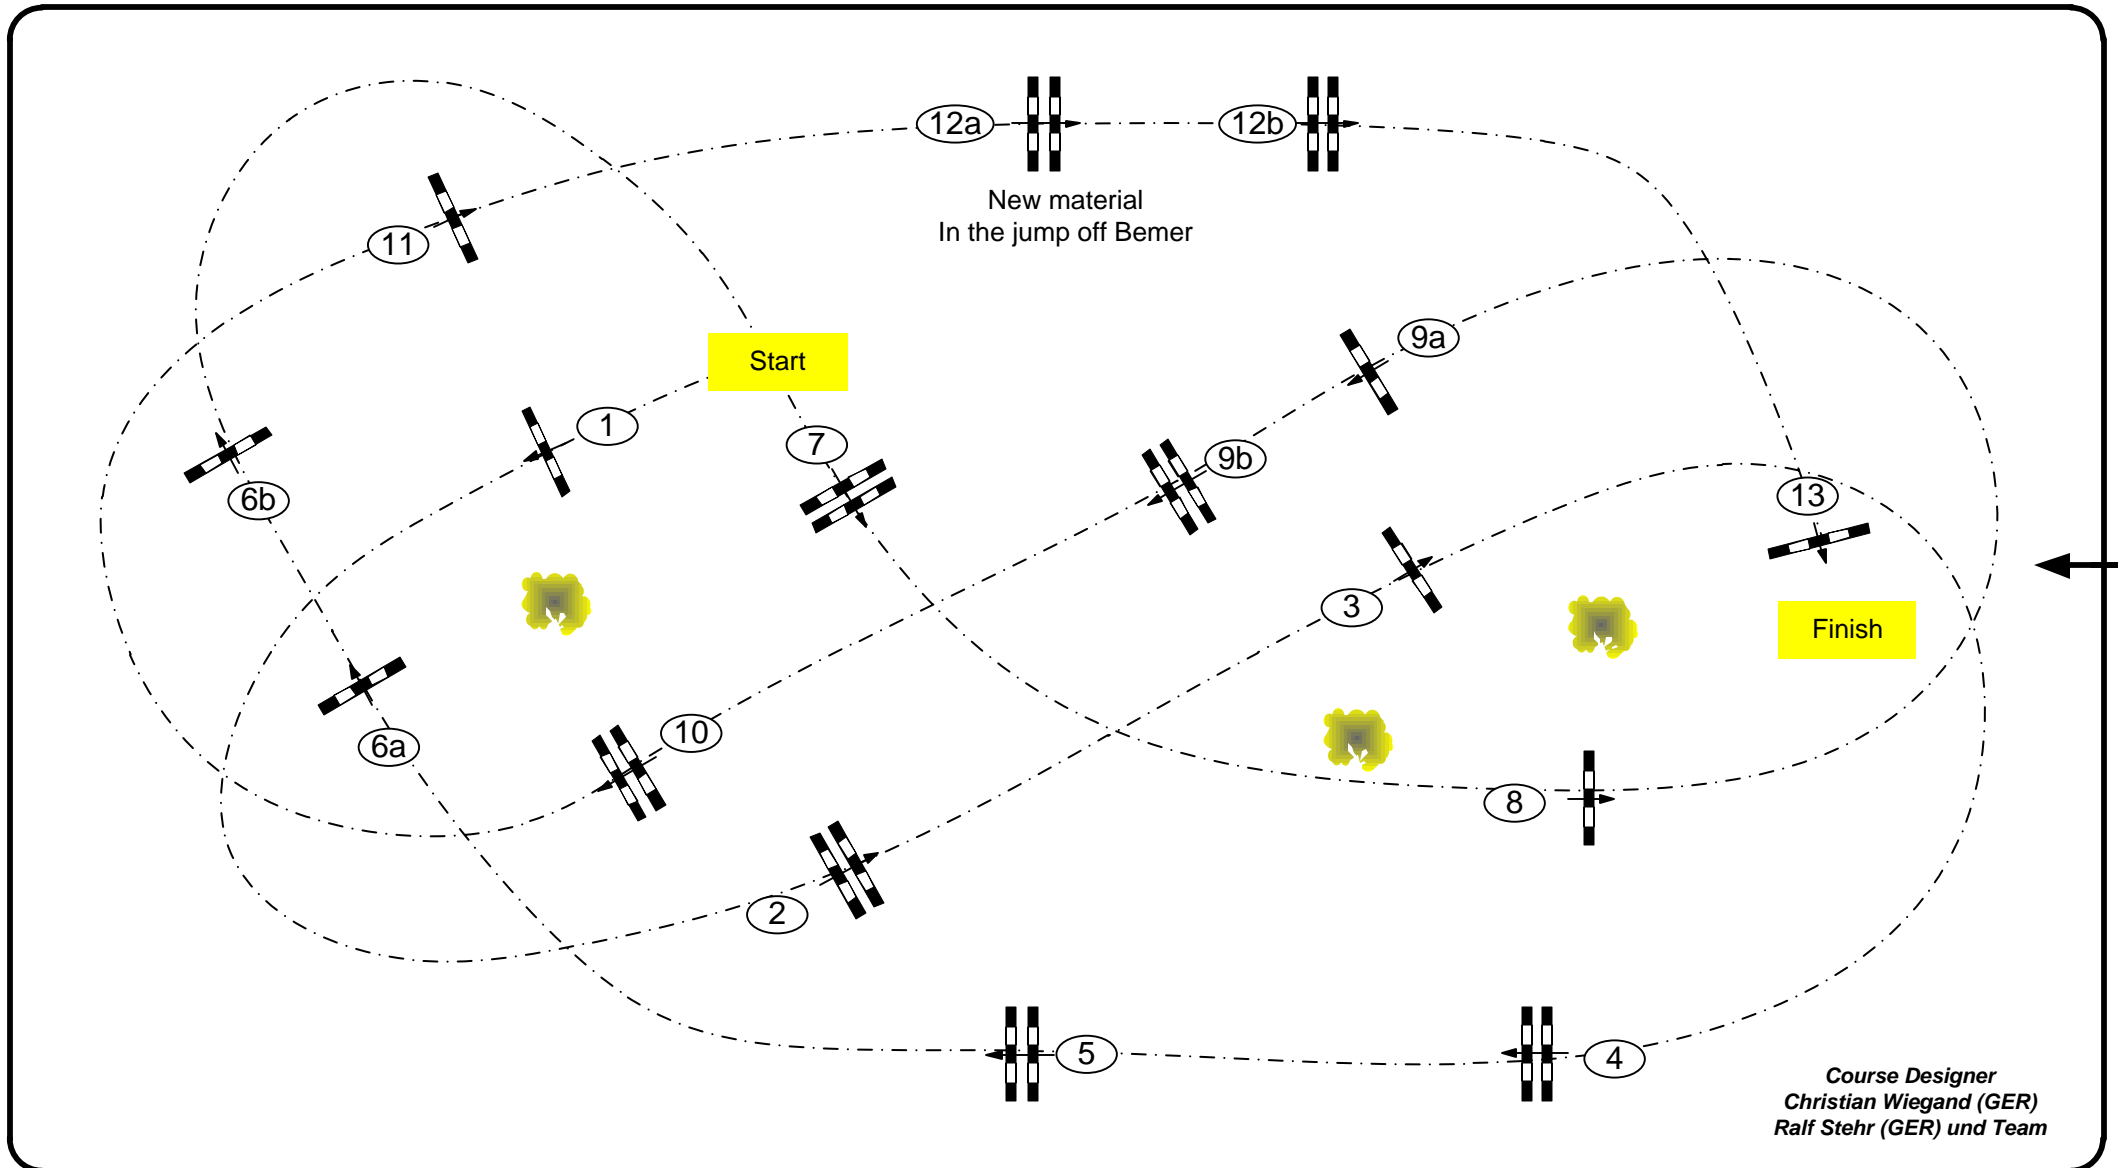 12a
12b
New material
In the jump off Bemer
11
9a
Start
1
7
9b
6b
13
3
Finish
10
6a
8
2
5
4
Course Designer
Christian Wiegand (GER)
Ralf Stehr (GER) und Team